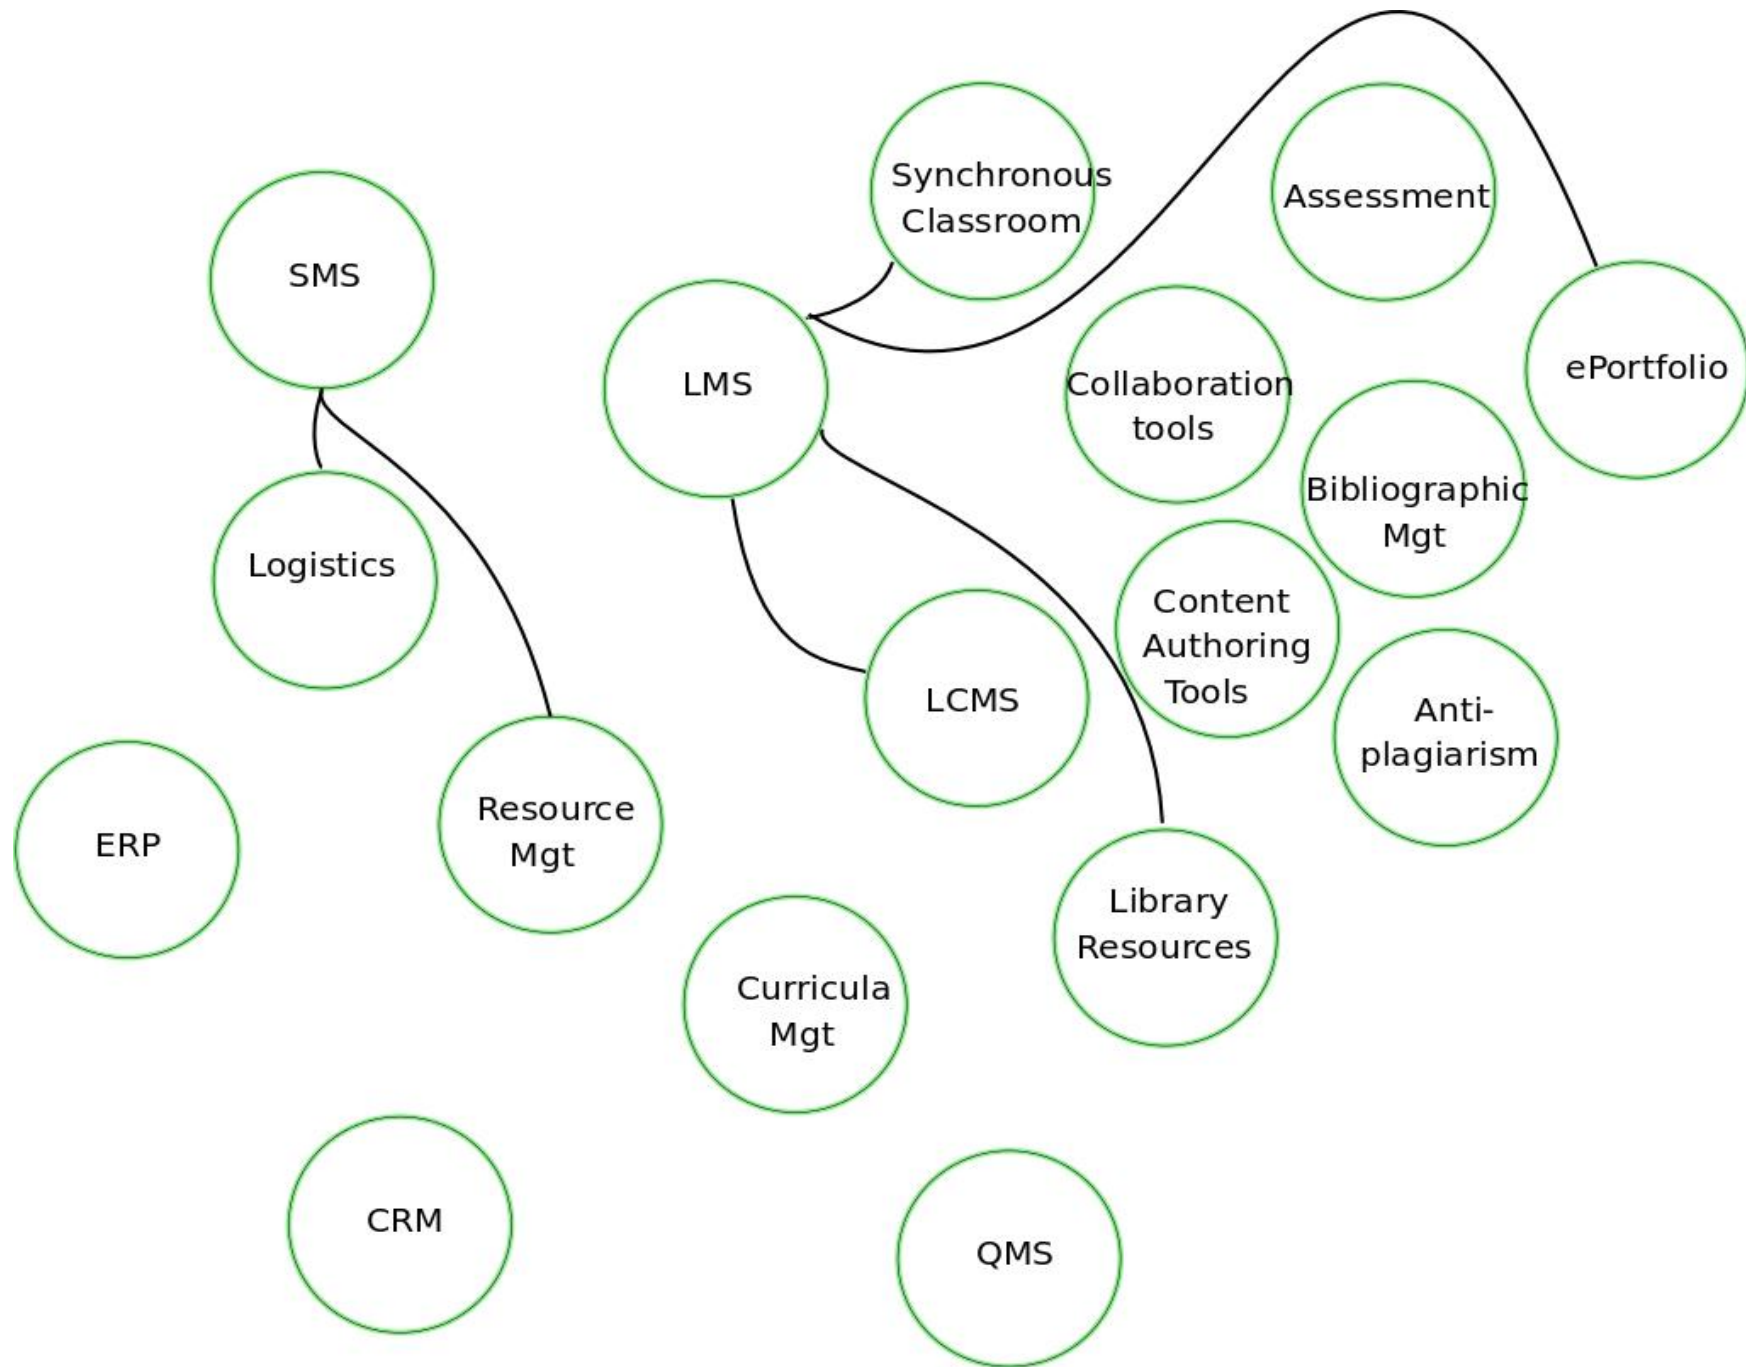 Synchronous
Classroom
Assessment
SMS
LMS
Collaboration
tools
ePortfolio
Bibliographic
Mgt
Logistics
Content
Authoring
Tools
LCMS
Anti-
plagiarism
ERP
Resource
Mgt
Library
Resources
Curricula
Mgt
CRM
QMS